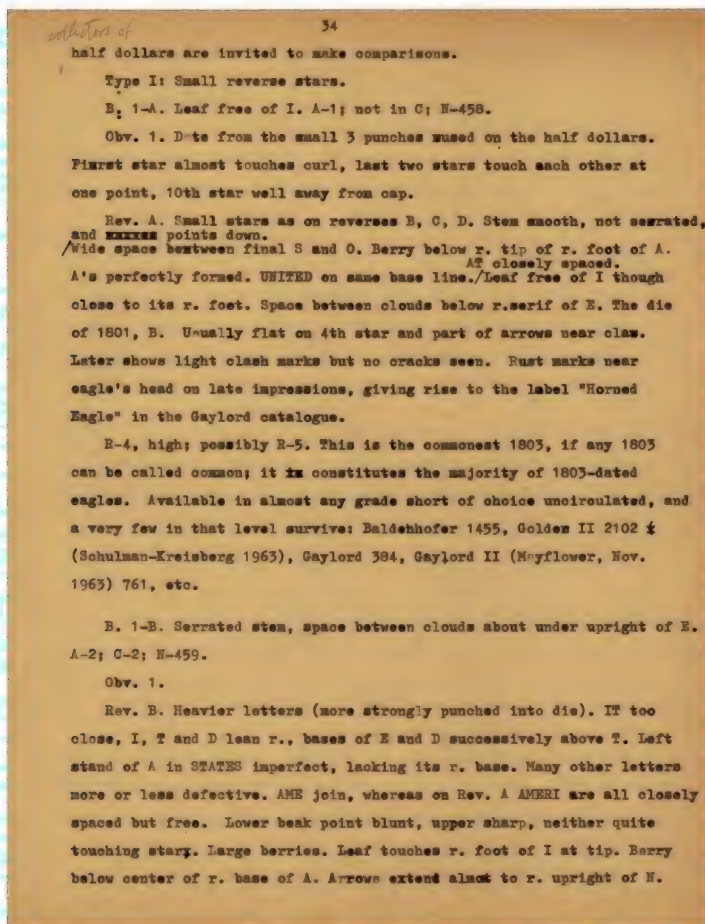 34
collectors of
half dollars are invited to make comparisons.
Type I: Small reverse stars.
B. 1-A. Leaf free of I. A-1; not in C; N-458.
Obv. 1. Date from the small 3 punches mused on the half dollars.
Fimrst star almost touches curl, last two stars touch each other at
one point, 10th star well away from cap.
Rev. A. Small stars as on reverses B, C, D. Stem smooth, not serrated,
and points down.
/Wide space bemtween final S and O. Berry below r. tip of r. foot of A.
AT closely spaced.
A's perfectly formed. UNITED on same base line./Leaf free of I though
close to its r. foot. Space between clouds below r.serif of E. The die
of 1801, B. Usually flat on 4th star and part of arrows near claw.
Later shows light clash marks but no cracks seen. Rust marks near
eagle's head on late impressions, giving rise to the label "Horned
Eagle" in the Gaylord catalogue.
R-4, high; possibly R-5. This is the commonest 1803, if any 1803
can be called common; it constitutes the majority of 1803-dated
eagles. Available in almost any grade short of choice uncirculated, and
a very few in that level survive: Baldenhofer 1455, Golden II 2102
(Schulman-Kreisberg 1963), Gaylord 384, Gaylord II (Mayflower, Nov.
1963) 761, etc.
B. 1-B. Serrated stem, space between clouds about under upright of E.
A-2; C-2; N-459.
Obv. 1.
Rev. B. Heavier letters (more strongly punched into die). IT too
close, I, T and D lean r., bases of E and D successively above T. Left
stand of A in STATES imperfect, lacking its r. base. Many other letters
more or less defective. AME join, whereas on Rev. A AMERI are all closely
spaced but free. Lower beak point blunt, upper sharp, neither quite
touching star. Large berries. Leaf touches r. foot of I at tip. Berry
below center of r. base of A. Arrows extend almost to r. upright of N.